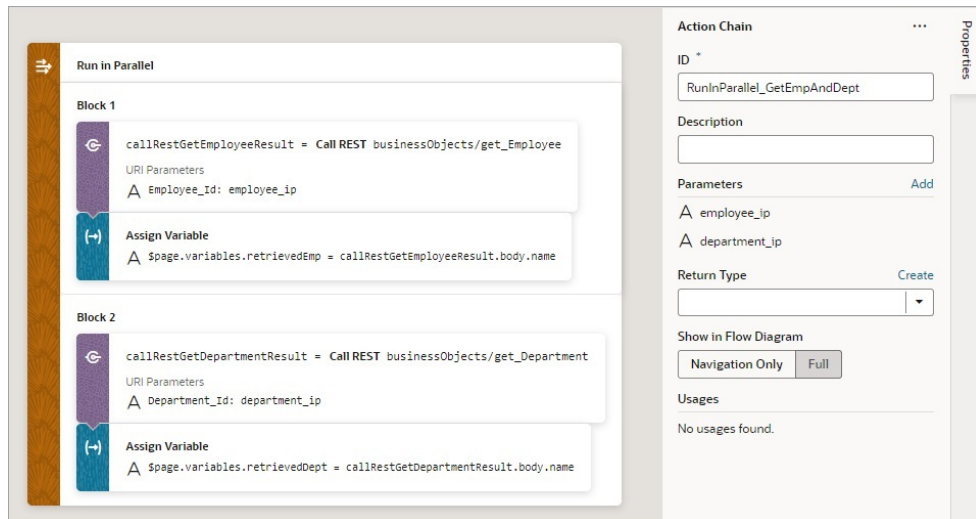 Run in Parallel
Block 1
callRestGetEmployeeResult = Call REST businessObjects/get_Employee
URI Parameters
A Employee_Id: employee_ip
Assign Variable
A $page.variables.retrievedEmp = callRestGetEmployeeResult.body.name
Block 2
callRestGetDepartmentResult = Call REST businessObjects/get_Department
URI Parameters
A Department_Id: department_ip
Assign Variable
A $page.variables.retrievedDept = callRestGetDepartmentResult.body.name
Action Chain ...
ID *
RunInParallel_GetEmpAndDept
Description
Parameters Add
A employee_ip
A department_ip
Return Type Create
Show in Flow Diagram
Navigation Only Full
Usages
No usages found.
Properties